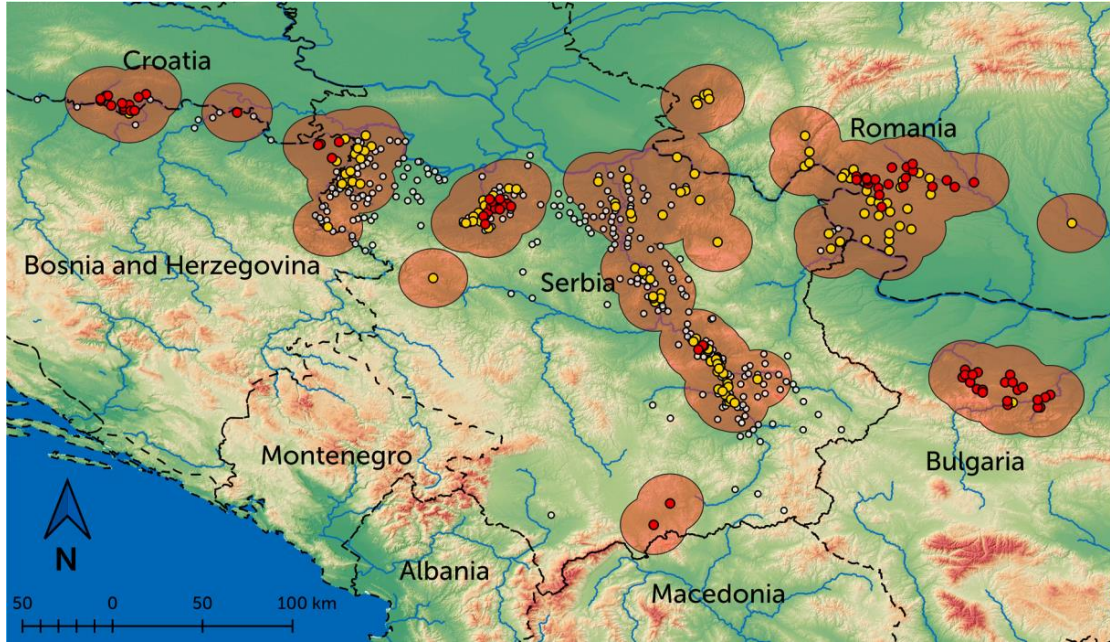 Croatia
Romania
Bosnia and Herzegovina
Serbia
Montenegro
Bulgaria
N
Albania
Macedonia
50 0 50 100 km